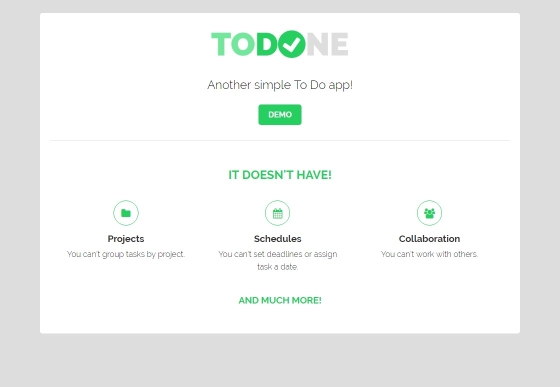 TODONE
Another simple To Do app!
DEMO
IT DOESN'T HAVE!
Projects
You can't group tasks by project.
Schedules
You can't set deadlines or assign
task a date.
Collaboration
You can't work with others.
AND MUCH MORE!